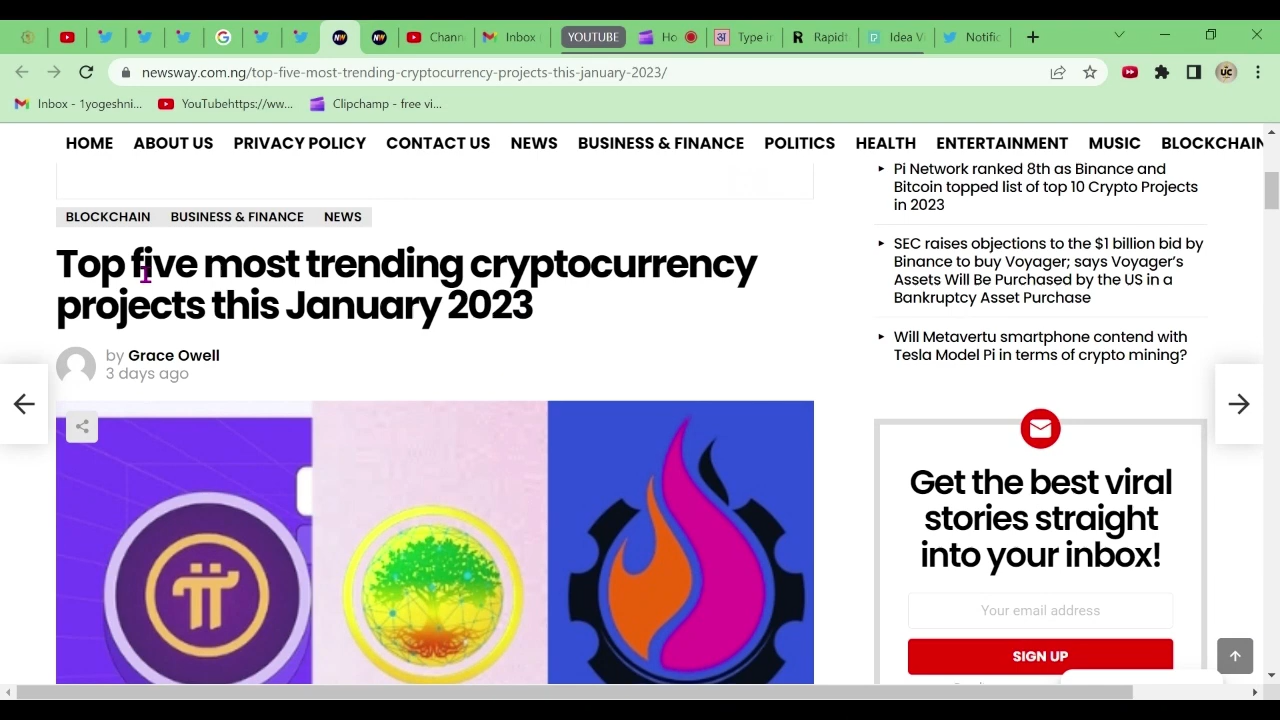 Chann
Inbox
YOUTUBE
Ho
Type in
Rapidt
Idea V
Notific
newsway.com.ng/top-five-most-trending-cryptocurrency-projects-this-january-2023/
UC
Inbox - 1yogeshni...
YouTubehttps://ww...
Clipchamp - free vi...
HOME ABOUT US PRIVACY POLICY CONTACT US NEWS BUSINESS & FINANCE POLITICS HEALTH ENTERTAINMENT MUSIC BLOCKCHAIN
BLOCKCHAIN BUSINESS & FINANCE NEWS
Top five most trending cryptocurrency
projects this January 2023
by Grace Owell
3 days ago
Pi Network ranked 8th as Binance and
Bitcoin topped list of top 10 Crypto Projects
in 2023
SEC raises objections to the $1 billion bid by
Binance to buy Voyager; says Voyager's
Assets Will Be Purchased by the US in a
Bankruptcy Asset Purchase
Will Metavertu smartphone contend with
Tesla Model Pi in terms of crypto mining?
Get the best viral
stories straight
into your inbox!
Your email address
SIGN UP